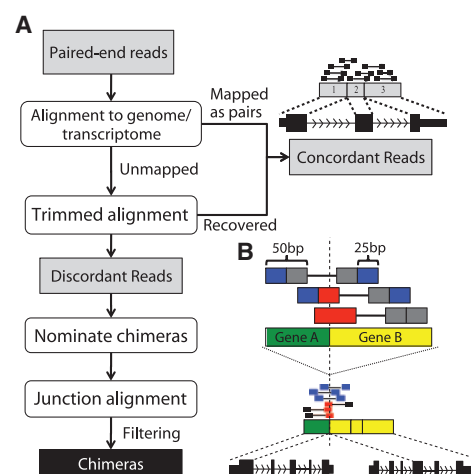 A
Paired-end reads
Alignment to genome/
transcriptome
Mapped
as pairs
1 2 3
Concordant Reads
Unmapped
Trimmed alignment
Recovered
Discordant Reads
Nominate chimeras
Junction alignment
Filtering
Chimeras
B
50bp 25bp
Gene A Gene B